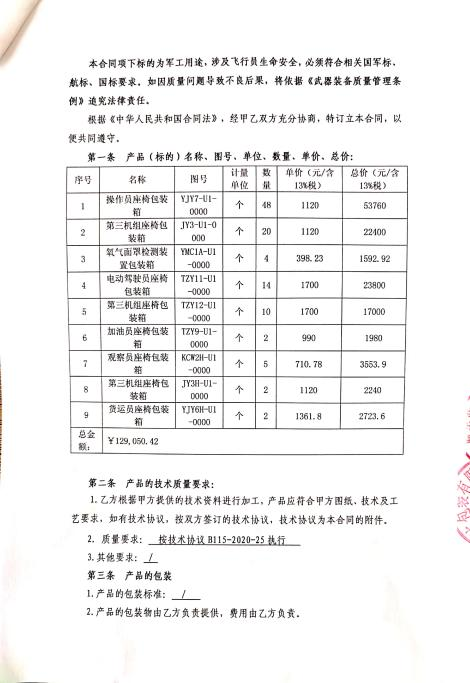 本合同项下标的为军工用途，涉及飞行员生命安全，必须符合相关国军标、
航标、国标要求。如因质量问题导致不良后果，将依据《武器装备质量管理条
例》追究法律责任。
根据《中华人民共和国合同法》，经甲乙双方充分协商，特订立本合同，以
便共同遵守。
第一条 产品（标的）名称、图号、单位、数量、单价、总价：
序号 名称 图号 计量单位 数量 单价（元/含13%税） 总价（元/含13%税）
1 操作员座椅包装箱 YJY7-U1-0000 个 48 1120 53760
2 第三机组座椅包装箱 JY3-U1-0000 个 20 1120 22400
3 氧气面罩检测装置包装箱 YMC1A-U1-0000 个 4 398.23 1592.92
4 电动驾驶员座椅包装箱 TZY11-U1-0000 个 14 1700 23800
5 第三机组座椅包装箱 TZY12-U1-0000 个 10 1700 17000
6 加油员座椅包装箱 TZY9-U1-0000 个 2 990 1980
7 观察员座椅包装箱 KCW2H-U1-0000 个 5 710.78 3553.9
8 第三机组座椅包装箱 JY3H-U1-0000 个 2 1120 2240
9 货运员座椅包装箱 YJY6H-U1-0000 个 2 1361.8 2723.6
总金额： ￥129,050.42
第二条 产品的技术质量要求：
1.乙方根据甲方提供的技术资料进行加工，产品应符合甲方图纸、技术及工
艺要求，如有技术协议，按双方签订的技术协议，技术协议为本合同的附件。
2. 质量要求： 按技术协议 B115-2020-25 执行
3.其他要求： /
第三条 产品的包装
1.产品的包装标准： /
2.产品的包装物由乙方负责提供，费用由乙方负责。